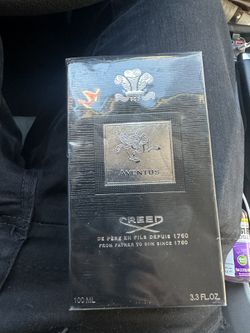 AVENTUS
CREED
DE PÈRE EN FILS DEPUIS 1760
FROM FATHER TO SON SINCE 1760
100 ML 3.3 FL.OZ.